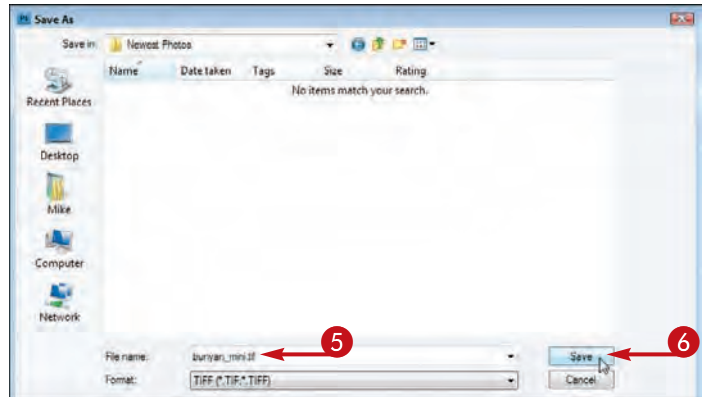 Save As
Save in: Newest Photos
Name Date taken Tags Size Rating
No items match your search.
Recent Places
Desktop
Mike
Computer
Network
5
6
File name: bunyan_mini.tif Save
Format: TIFF (*.TIF;*.TIFF) Cancel